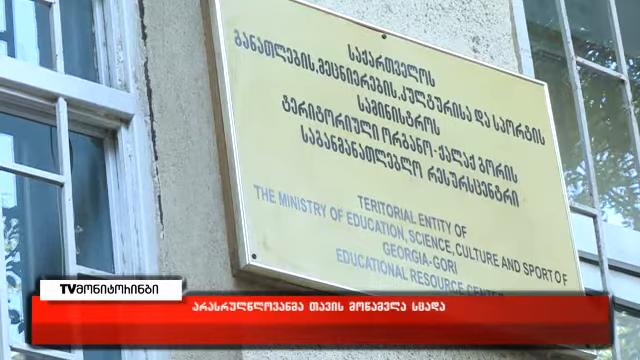 საქართველოს
განათლების, მეცნიერების, კულტურისა და სპორტის
სამინისტროს
ტერიტორიული ორგანო-ქალაქ გორის
საგანმანათლებლო რესურსცენტრი
TERITORIAL ENTITY OF
THE MINISTRY OF EDUCATION, SCIENCE, CULTURE AND SPORT OF
GEORGIA-GORI
EDUCATIONAL RESOURCE CENTER
TVმონიტორინგი
არასრულწლოვანმა თავის მოწამვლა სცადა